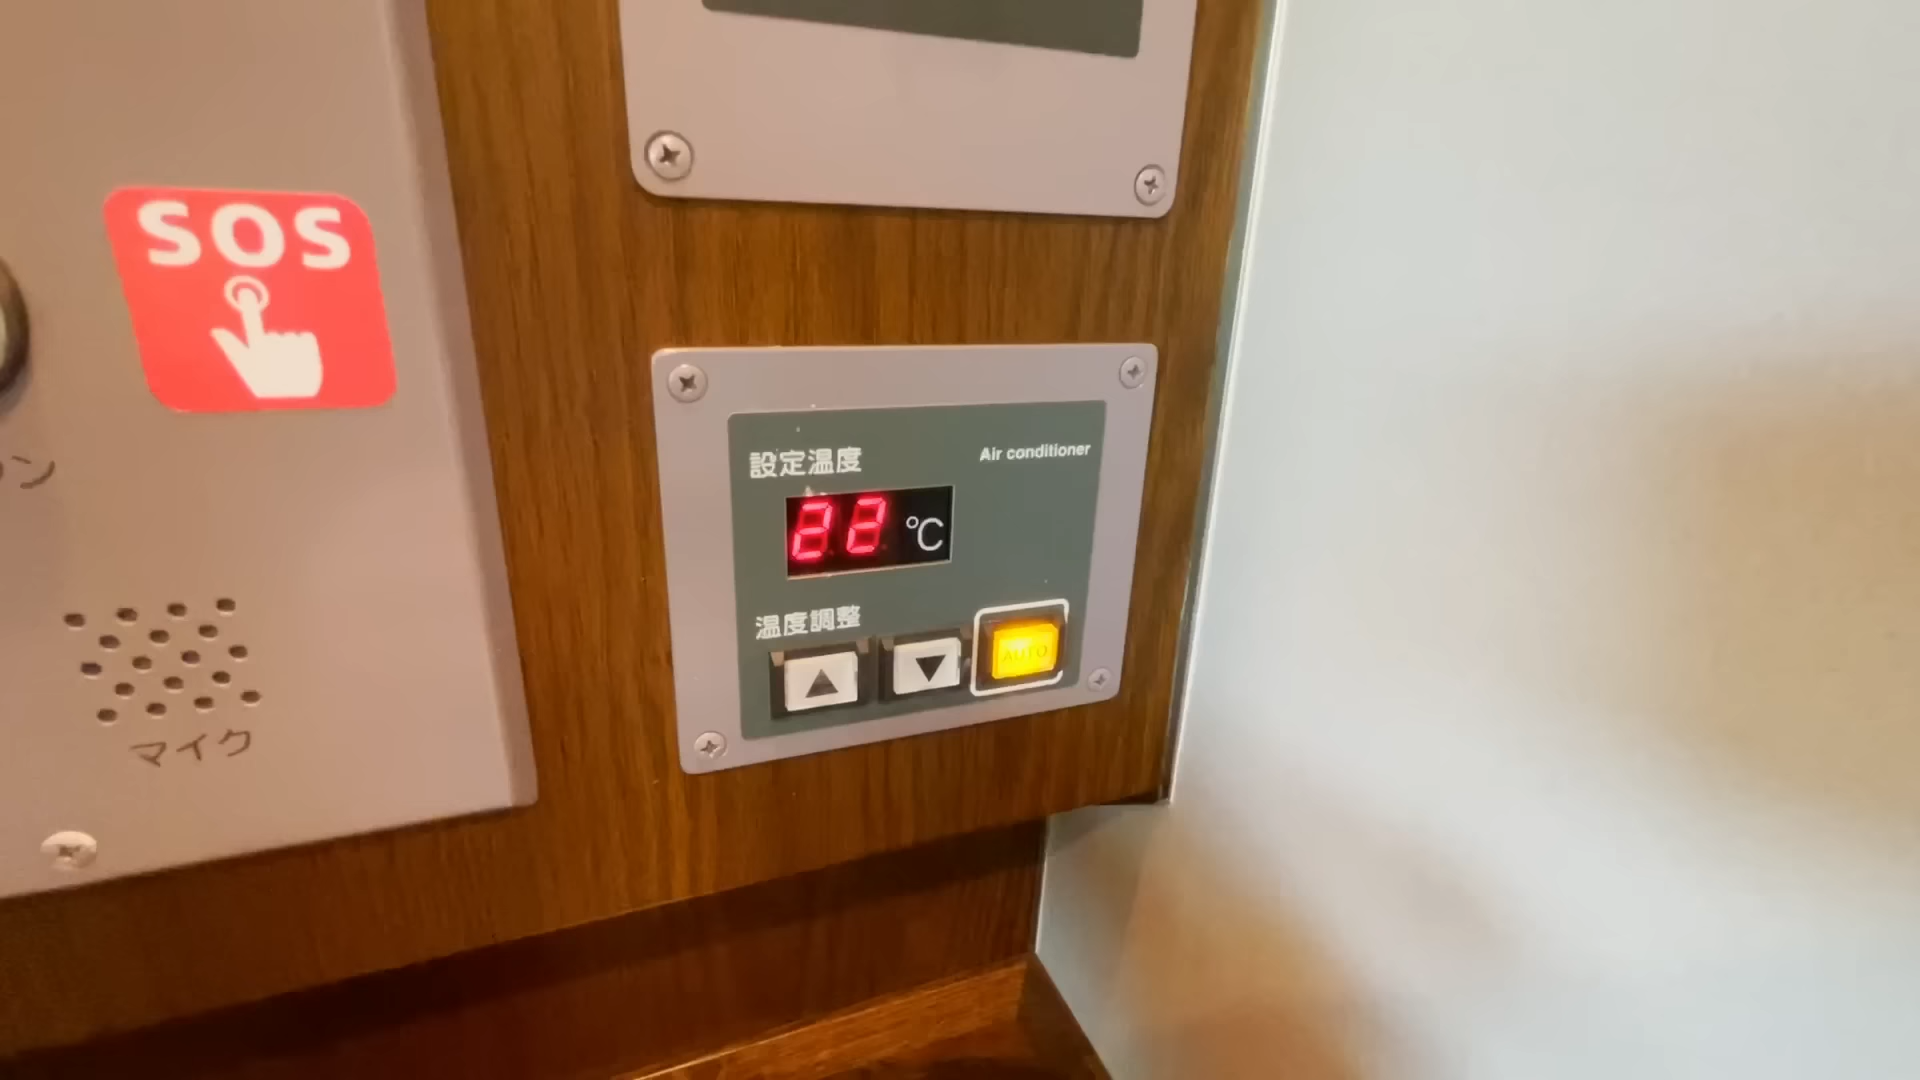 SOS
マイク
設定温度
Air conditioner
22 °C
温度調整
▲ ▼ AUTO